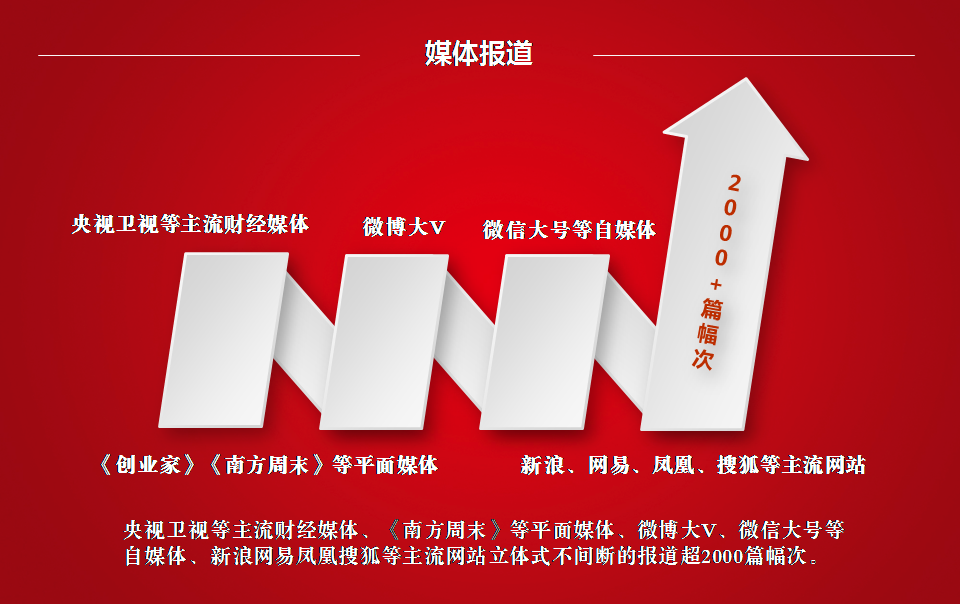 媒体报道
2000+篇幅次
央视卫视等主流财经媒体
微博大V
微信大号等自媒体
《创业家》《南方周末》等平面媒体
新浪、网易、凤凰、搜狐等主流网站
央视卫视等主流财经媒体、《南方周末》等平面媒体、微博大V、微信大号等
自媒体、新浪网易凤凰搜狐等主流网站立体式不间断的报道超2000篇幅次。